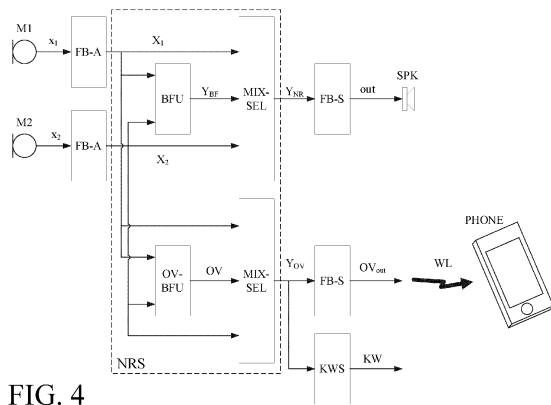 M1
x1
FB-A
X1
BFU
YBF
MIX-
SEL
YNR
FB-S
out
SPK
M2
x2
FB-A
X2
PHONE
OV-
BFU
OV
MIX-
SEL
YOV
FB-S
OVout
WL
KWS
KW
NRS
FIG. 4